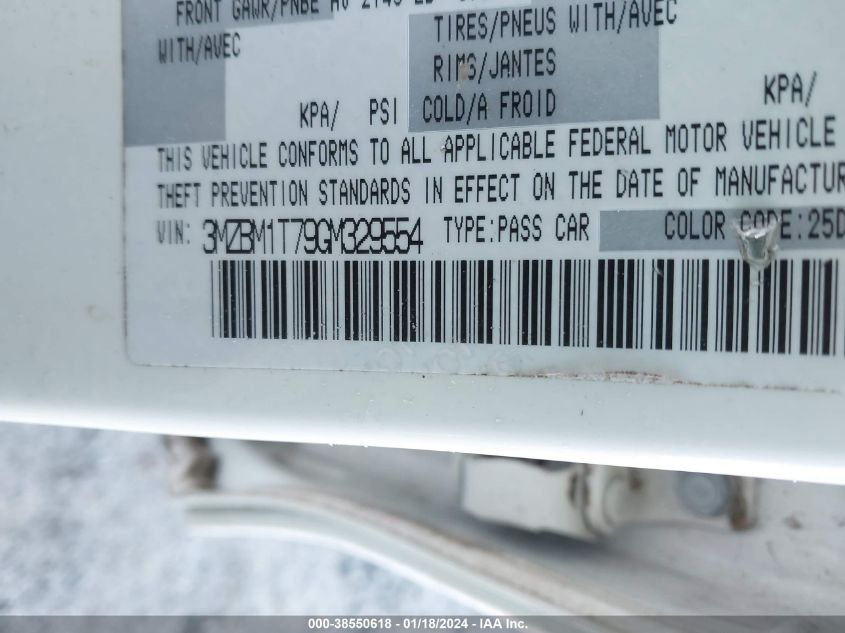 FRONT GAWR/PNBE AV
WITH/AVEC
TIRES/PNEUS WITH/AVEC
RIMS/JANTES
KPA/ PSI COLD/A FROID KPA/
THIS VEHICLE CONFORMS TO ALL APPLICABLE FEDERAL MOTOR VEHICLE
THEFT PREVENTION STANDARDS IN EFFECT ON THE DATE OF MANUFACTUR
VIN: 3MZBM1T79GM329554 TYPE:PASS CAR COLOR CODE:25D
000-38550618 - 01/18/2024 - IAA Inc.